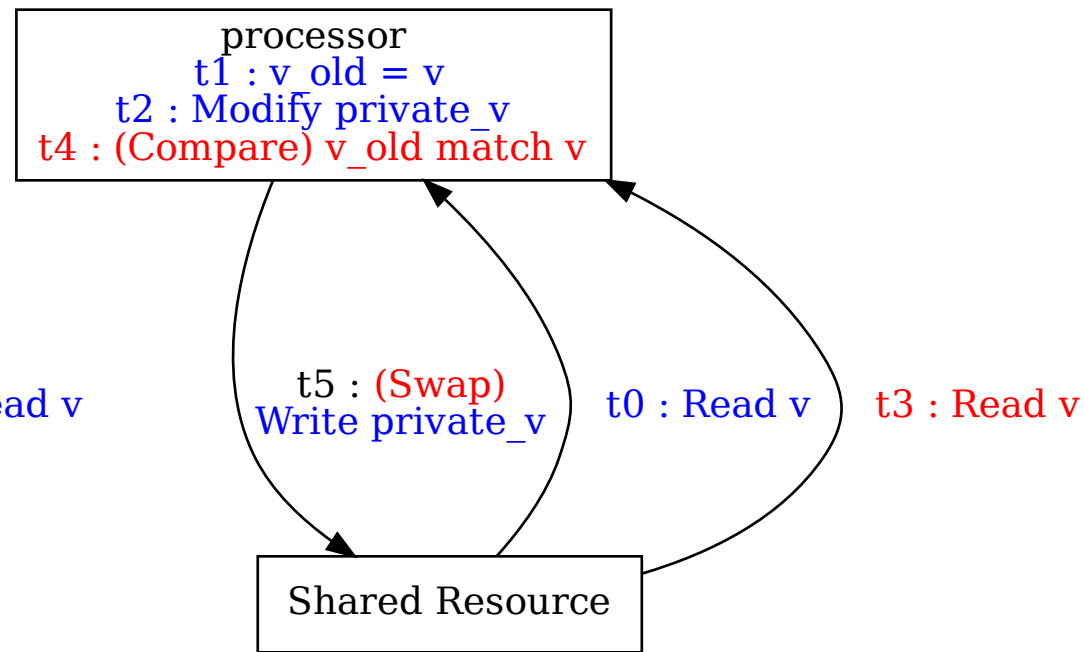 processor
t1 : v_old = v
t2 : Modify private_v
t4 : (Compare) v_old match v
t5 : (Swap)
Write private_v
t0 : Read v
t3 : Read v
ead v
Shared Resource